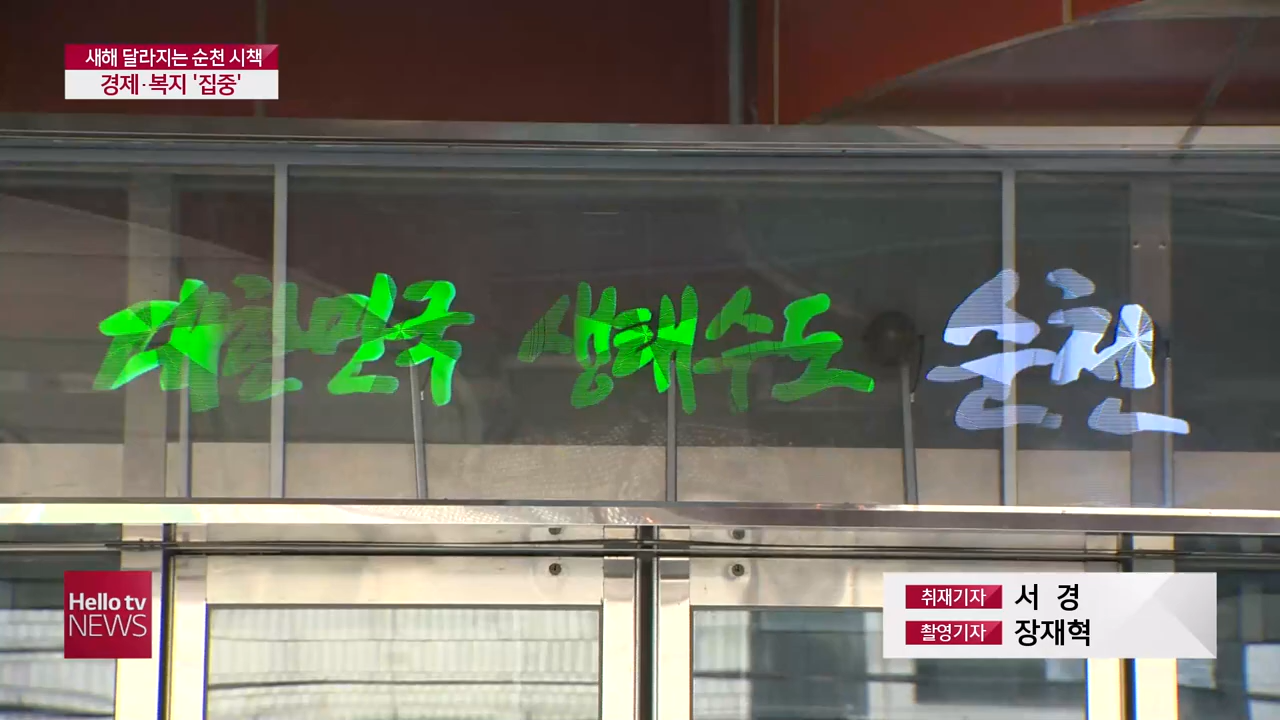 새해 달라지는 순천 시책
경제·복지 '집중'
대한민국 생태수도 순천
Hello tv
NEWS
취재기자 서 경
촬영기자 장재혁